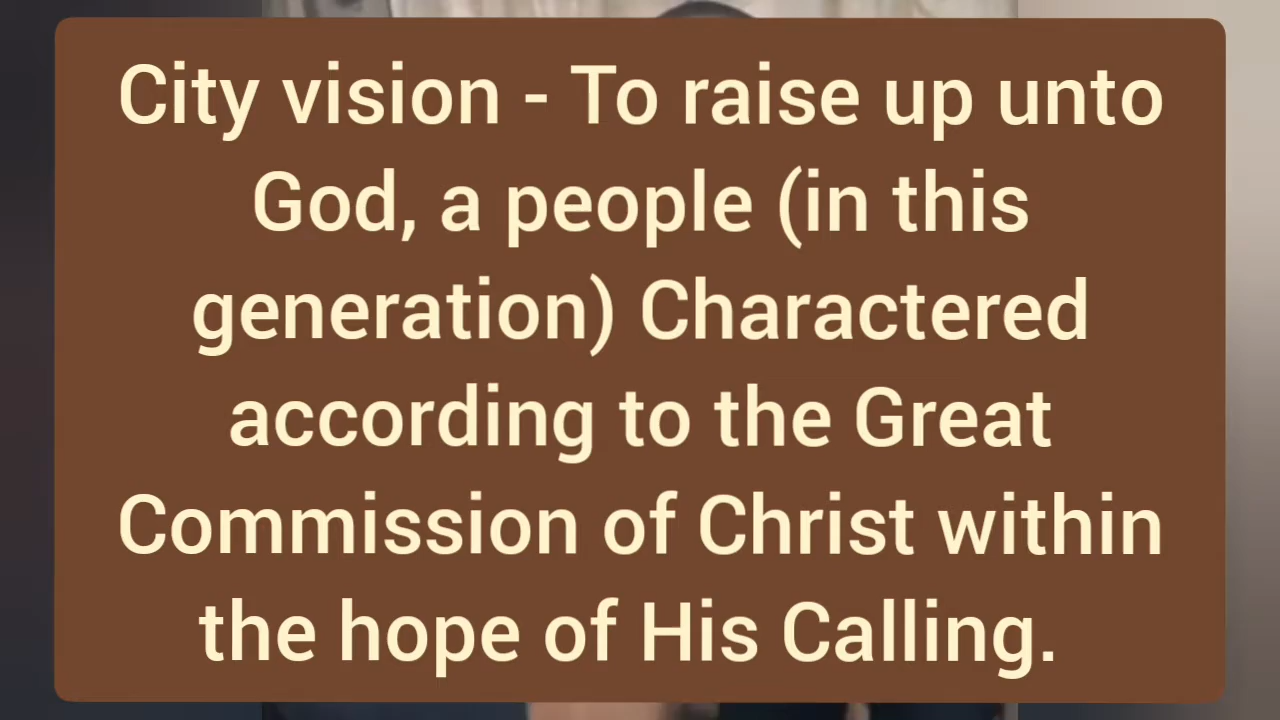 City vision - To raise up unto
God, a people (in this
generation) Charactered
according to the Great
Commission of Christ within
the hope of His Calling.